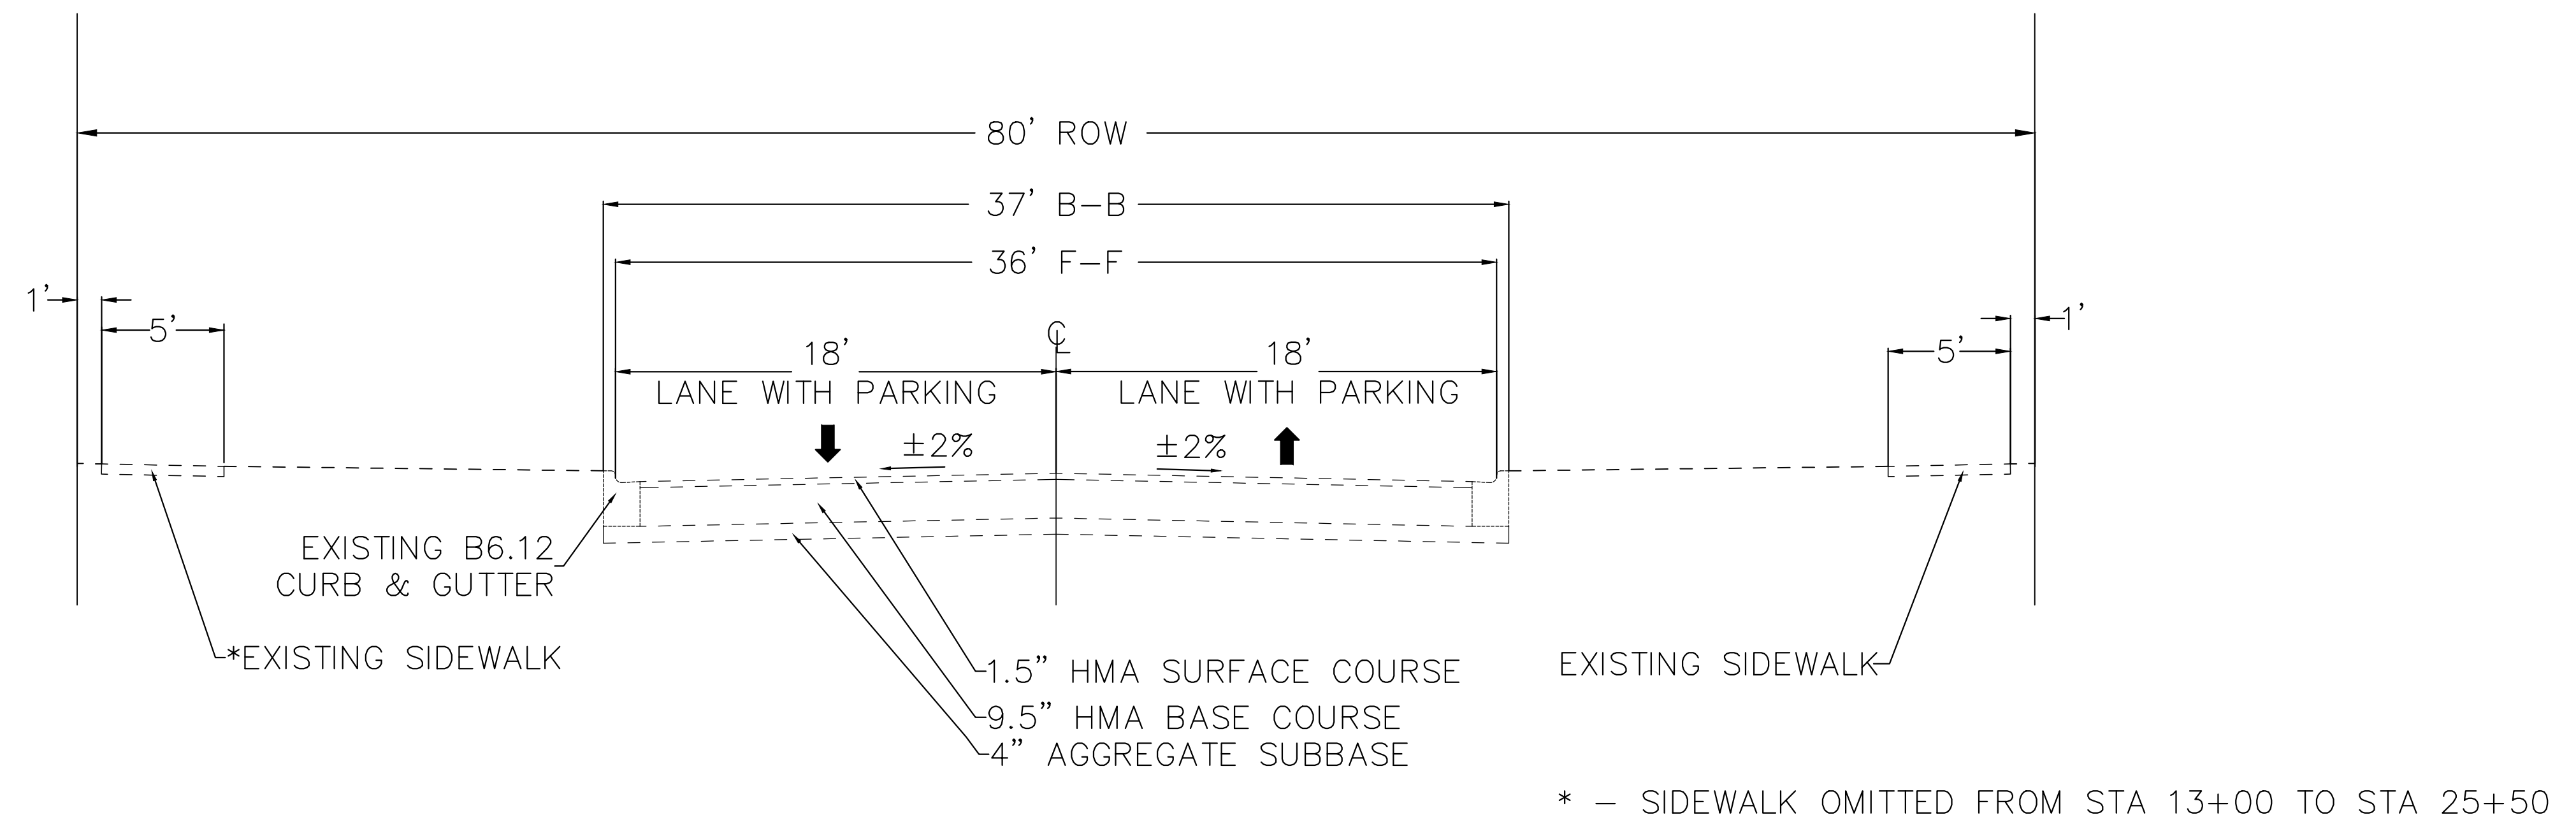 80' ROW
37' B-B
36' F-F
1'
5'
18'
LANE WITH PARKING
℄
18'
LANE WITH PARKING
1'
5'
±2%
±2%
EXISTING B6.12
CURB & GUTTER
*EXISTING SIDEWALK
1.5" HMA SURFACE COURSE
9.5" HMA BASE COURSE
4" AGGREGATE SUBBASE
EXISTING SIDEWALK
* - SIDEWALK OMITTED FROM STA 13+00 TO STA 25+50